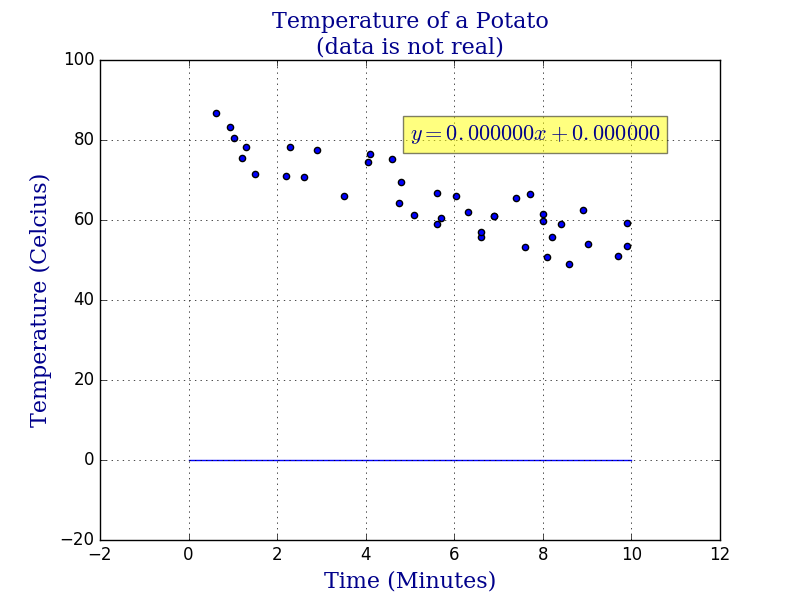 Temperature of a Potato
(data is not real)
100
80
60
40
20
0
−20
y=0.000000x+0.000000
−2 0 2 4 6 8 10 12
Time (Minutes)
Temperature (Celcius)